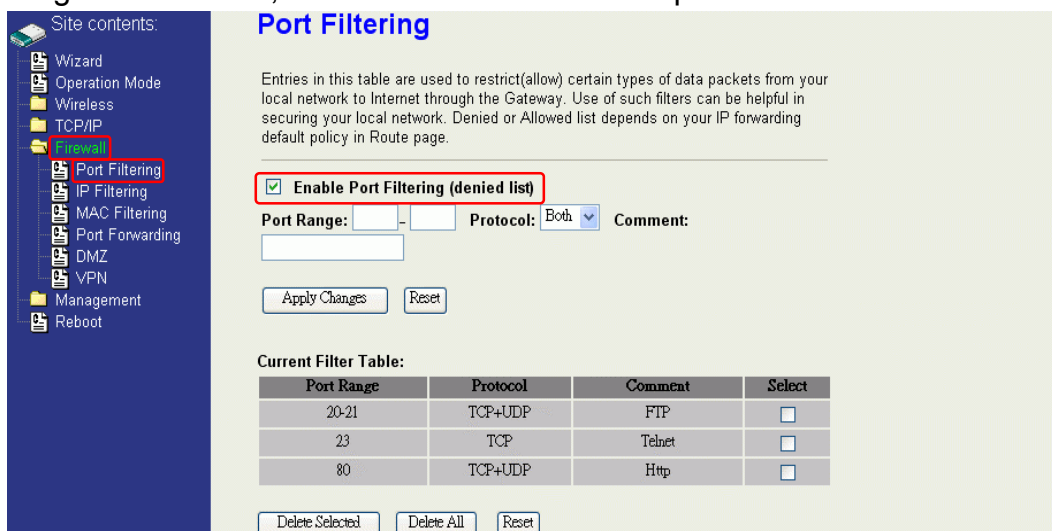 Site contents:
Wizard
Operation Mode
Wireless
TCP/IP
Firewall
Port Filtering
IP Filtering
MAC Filtering
Port Forwarding
DMZ
VPN
Management
Reboot
Port Filtering
Entries in this table are used to restrict(allow) certain types of data packets from your
local network to Internet through the Gateway. Use of such filters can be helpful in
securing your local network. Denied or Allowed list depends on your IP forwarding
default policy in Route page.
Enable Port Filtering (denied list)
Port Range: - Protocol: Both Comment:
Apply Changes Reset
Current Filter Table:
Port Range Protocol Comment Select
20-21 TCP+UDP FTP
23 TCP Telnet
80 TCP+UDP Http
Delete Selected Delete All Reset